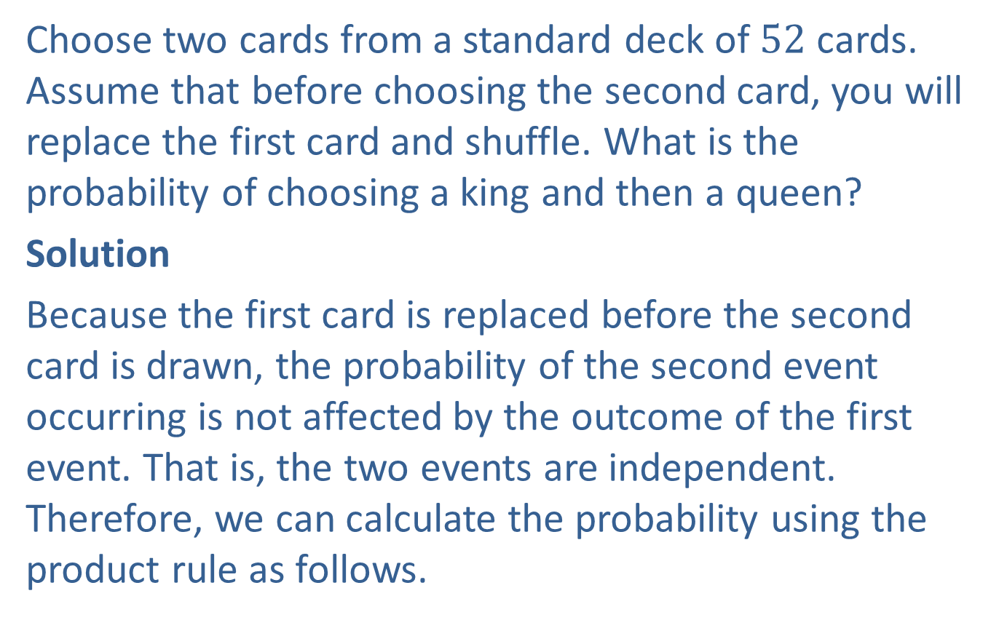 Choose two cards from a standard deck of 52 cards.
Assume that before choosing the second card, you will
replace the first card and shuffle. What is the
probability of choosing a king and then a queen?
Solution
Because the first card is replaced before the second
card is drawn, the probability of the second event
occurring is not affected by the outcome of the first
event. That is, the two events are independent.
Therefore, we can calculate the probability using the
product rule as follows.